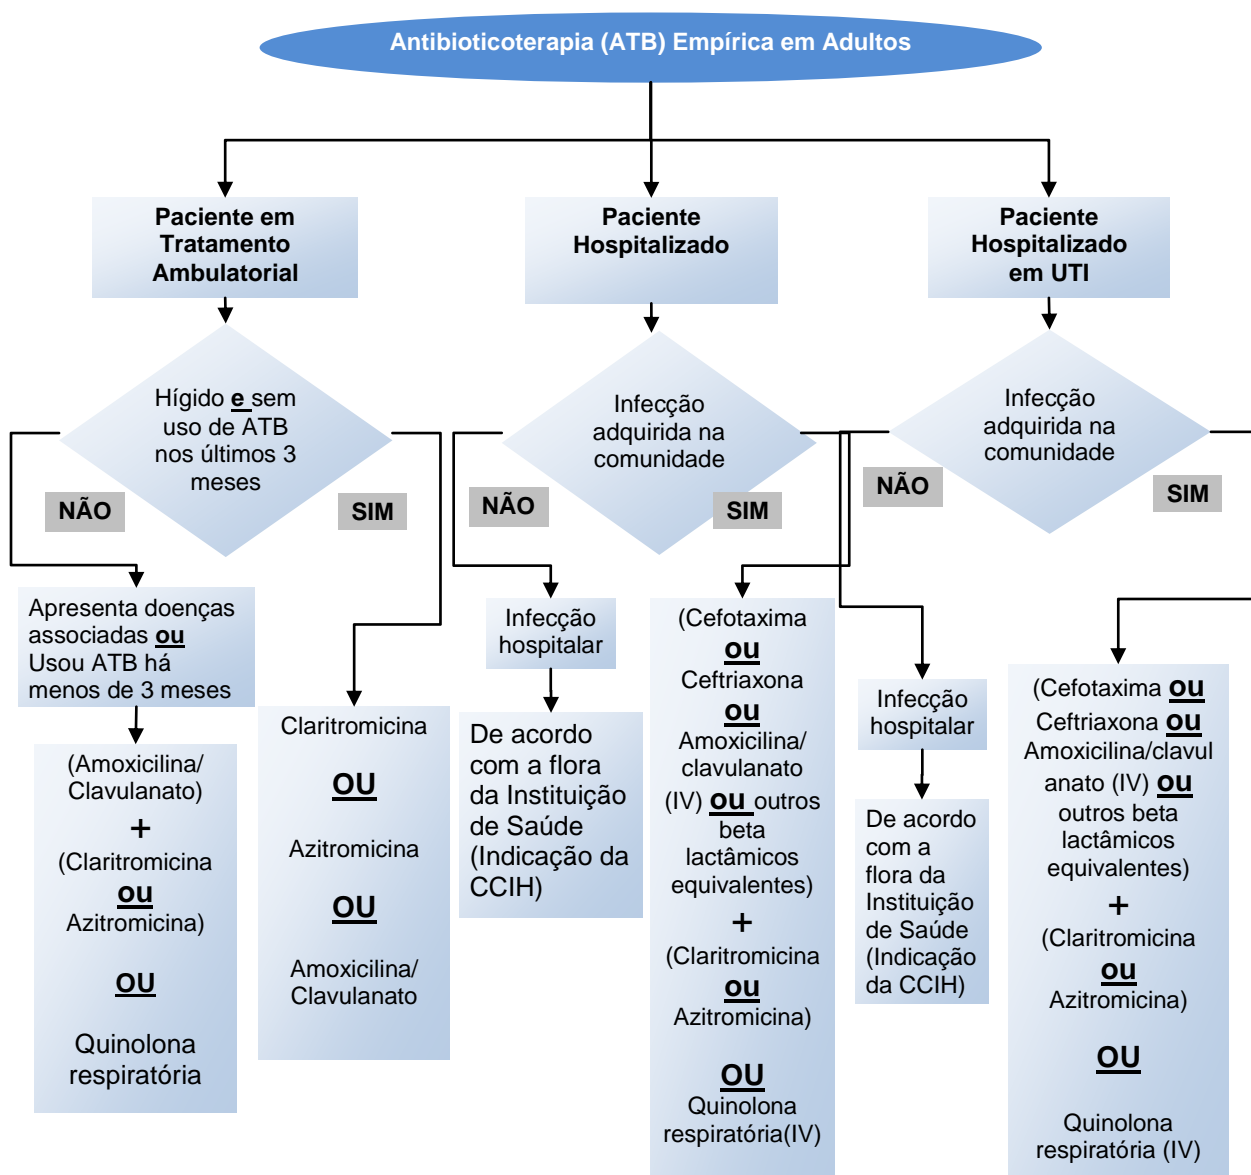 Antibioticoterapia (ATB) Empírica em Adultos
Paciente em
Tratamento
Ambulatorial
Paciente
Hospitalizado
Paciente
Hospitalizado
em UTI
Hígido e sem
uso de ATB
nos últimos 3
meses
NÃO
SIM
Infecção
adquirida na
comunidade
NÃO
SIM
Infecção
adquirida na
comunidade
NÃO
SIM
Apresenta doenças
associadas ou
Usou ATB há
menos de 3 meses
(Amoxicilina/
Clavulanato)
+
(Claritromicina
ou
Azitromicina)
OU
Quinolona
respiratória
Claritromicina
OU
Azitromicina
OU
Amoxicilina/
Clavulanato
Infecção
hospitalar
De acordo
com a flora
da Instituição
de Saúde
(Indicação da
CCIH)
(Cefotaxima
ou
Ceftriaxona
ou
Amoxicilina/
clavulanato
(IV) ou outros
beta
lactâmicos
equivalentes)
+
(Claritromicina
ou
Azitromicina)
OU
Quinolona
respiratória(IV)
Infecção
hospitalar
De acordo
com a
flora da
Instituição
de Saúde
(Indicação
da CCIH)
(Cefotaxima ou
Ceftriaxona ou
Amoxicilina/clavul
anato (IV) ou
outros beta
lactâmicos
equivalentes)
+
(Claritromicina
ou
Azitromicina)
OU
Quinolona
respiratória (IV)